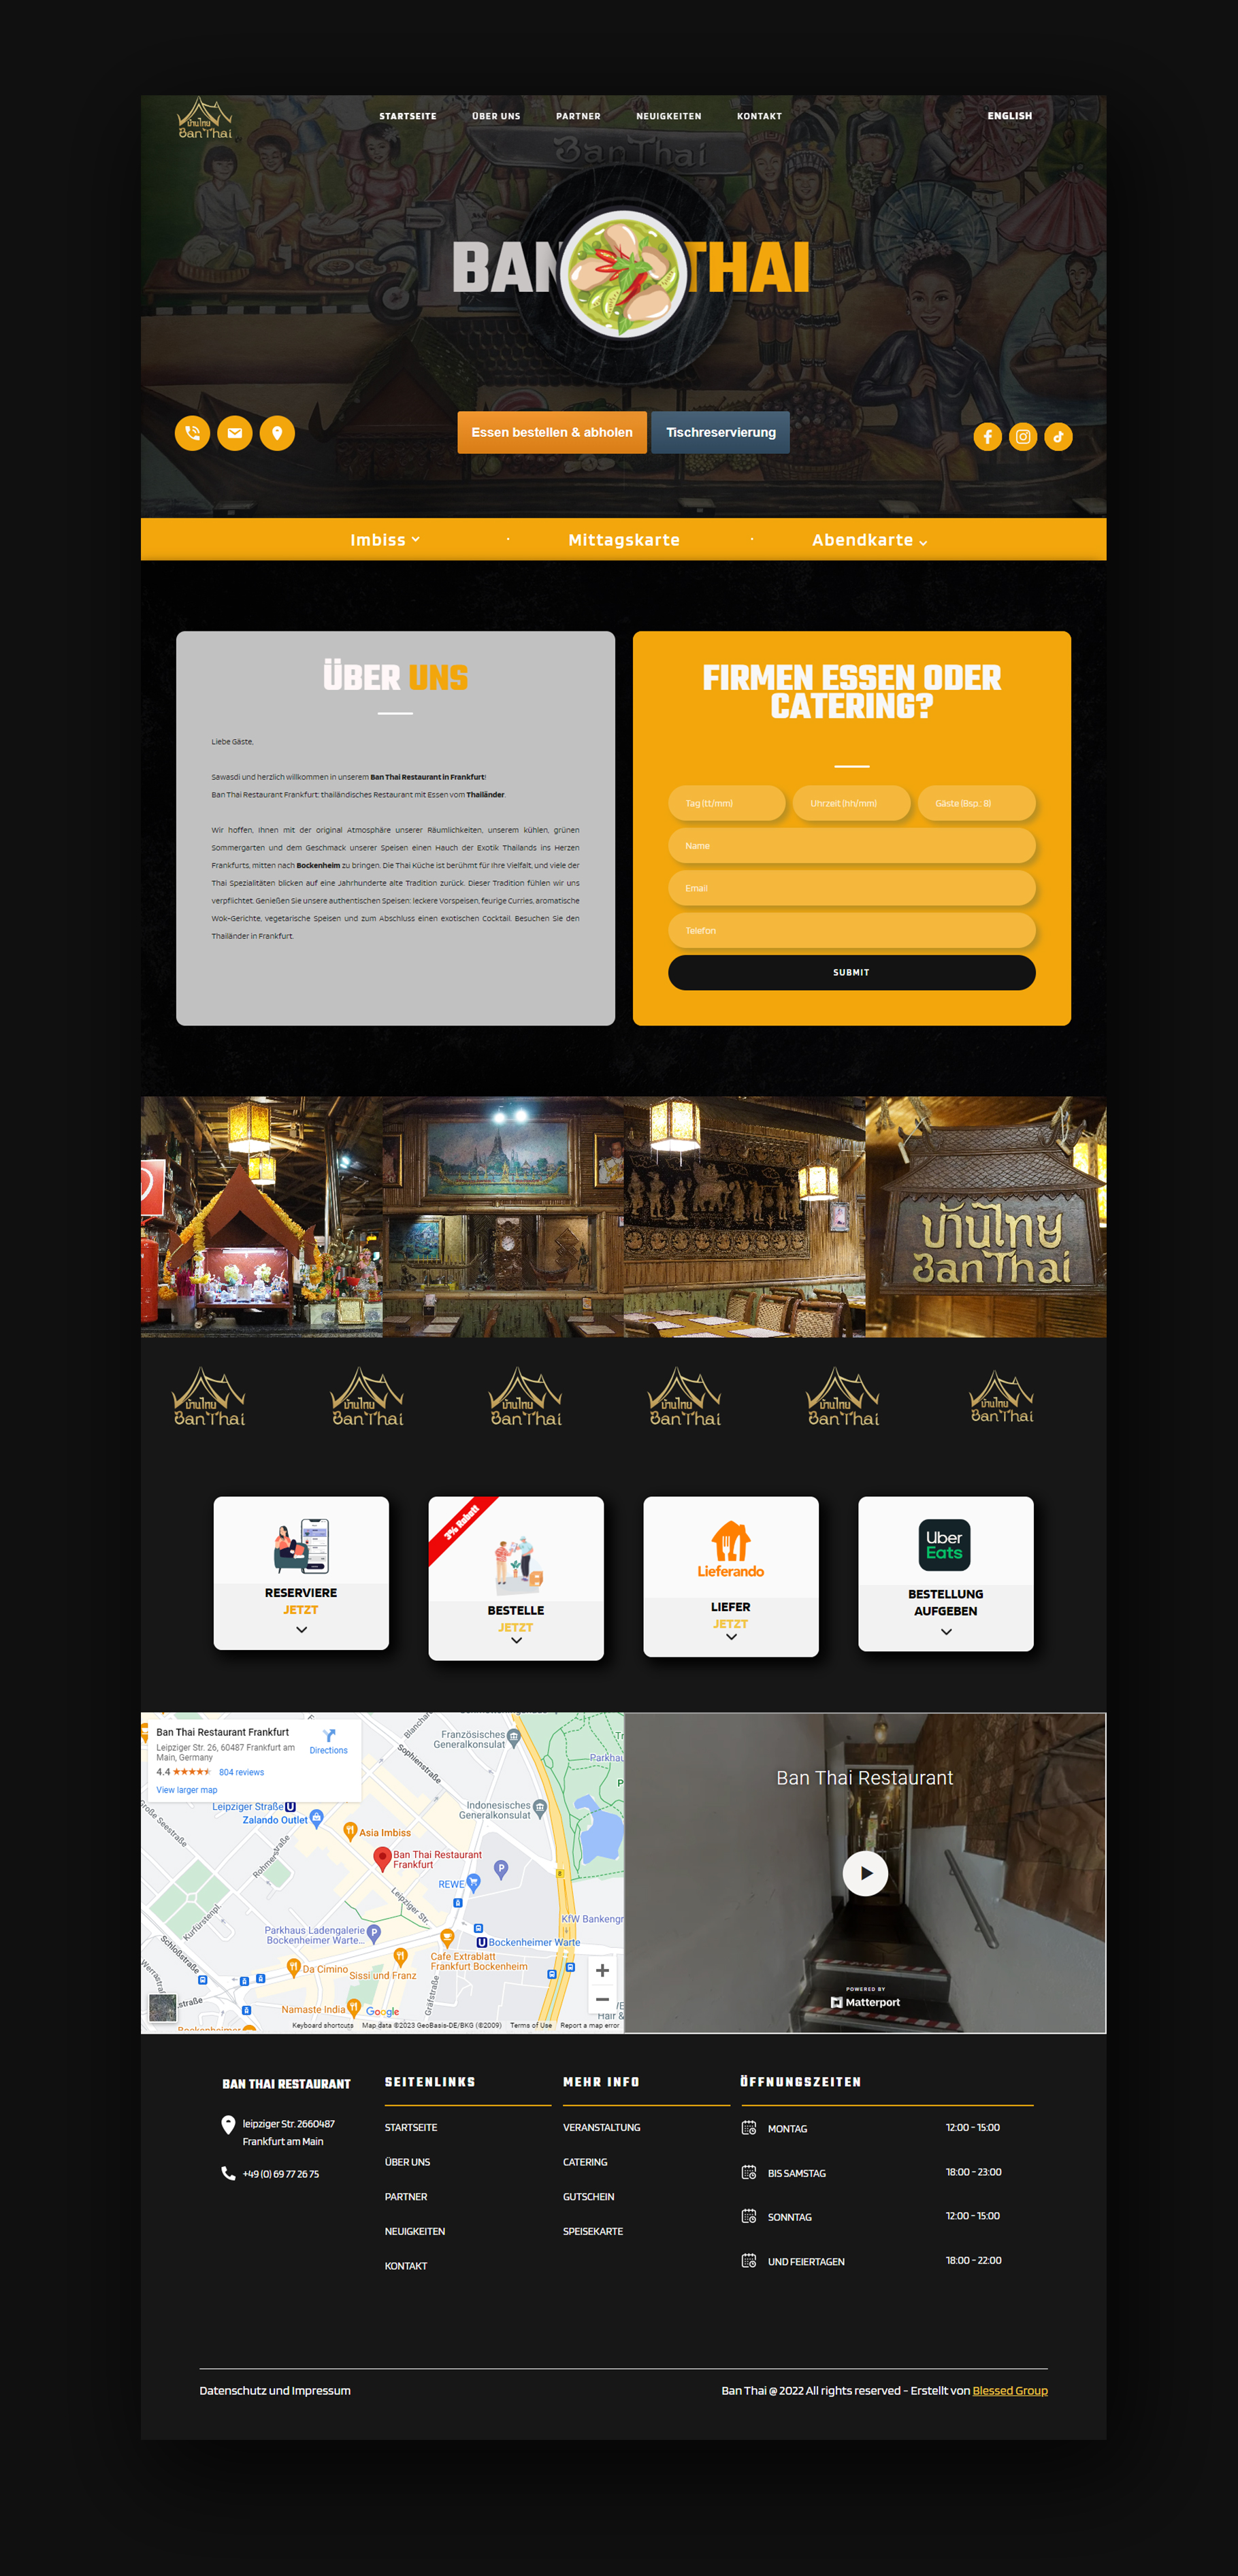 บ้านไทย
Ban Thai
STARTSEITE
ÜBER UNS
PARTNER
NEUIGKEITEN
KONTAKT
ENGLISH
Ban Thai
BAN THAI
Essen bestellen & abholen
Tischreservierung
Imbiss
Mittagskarte
Abendkarte
ÜBER UNS
Liebe Gäste,
Sawasdi und herzlich willkommen in unserem Ban Thai Restaurant in Frankfurt!
Ban Thai Restaurant Frankfurt: thailändisches Restaurant mit Essen vom Thailänder.
Wir hoffen, Ihnen mit der original Atmosphäre unserer Räumlichkeiten, unserem kühlen, grünen
Sommergarten und dem Geschmack unserer Speisen einen Hauch der Exotik Thailands ins Herzen
Frankfurts, mitten nach Bockenheim zu bringen. Die Thai Küche ist berühmt für ihre Vielfalt, und viele der
Thai Spezialitäten blicken auf eine Jahrhunderte alte Tradition zurück. Dieser Tradition fühlen wir uns
verpflichtet. Genießen Sie unsere authentischen Speisen: leckere Vorspeisen, feurige Curries, aromatische
Wok-Gerichte, vegetarische Speisen und zum Abschluss einen exotischen Cocktail. Besuchen Sie den
Thailänder in Frankfurt.
FIRMEN ESSEN ODER
CATERING?
Tag (tt/mm)
Uhrzeit (hh/mm)
Gäste (Bsp.: 8)
Name
Email
Telefon
SUBMIT
บ้านไทย
Ban Thai
บ้านไทย
Ban Thai
บ้านไทย
Ban Thai
บ้านไทย
Ban Thai
บ้านไทย
Ban Thai
บ้านไทย
Ban Thai
บ้านไทย
Ban Thai
RESERVIERE
JETZT
3% Rabatt
BESTELLE
JETZT
Lieferando
LIEFER
JETZT
Uber
Eats
BESTELLUNG
AUFGEBEN
Ban Thai Restaurant Frankfurt
Leipziger Str. 26, 60487 Frankfurt am
Main, Germany
4.4
804 reviews
View larger map
Directions
Blanchar
Französisches
Generalkonsulat
Sophienstraße
Parkhau
Indonesisches
Generalkonsulat
Große Seestraße
Leipziger Straße
Zalando Outlet
Asia Imbiss
Rohmerstraße
Ban Thai Restaurant
Frankfurt
REWE
Leipziger Str.
Kurfürstenpl.
KfW Bankengr
Parkhaus Ladengalerie
Bockenheimer Warte...
Bockenheimer Warte
Schloßstraße
Cafe Extrablatt
Frankfurt Bockenheim
Da Cimino
Sissi und Franz
Werrastraße
Gräfstraße
Namaste India
Google
Hair &
Bockenheimer
Keyboard shortcuts
Map data ©2023 GeoBasis-DE/BKG (©2009)
Terms of Use
Report a map error
Ban Thai Restaurant
POWERED BY
Matterport
BAN THAI RESTAURANT
leipziger Str. 2660487
Frankfurt am Main
+49 (0) 69 77 26 75
SEITENLINKS
STARTSEITE
ÜBER UNS
PARTNER
NEUIGKEITEN
KONTAKT
MEHR INFO
VERANSTALTUNG
CATERING
GUTSCHEIN
SPEISEKARTE
ÖFFNUNGSZEITEN
MONTAG 12:00 - 15:00
BIS SAMSTAG 18:00 - 23:00
SONNTAG 12:00 - 15:00
UND FEIERTAGEN 18:00 - 22:00
Datenschutz und Impressum
Ban Thai @ 2022 All rights reserved - Erstellt von Blessed Group